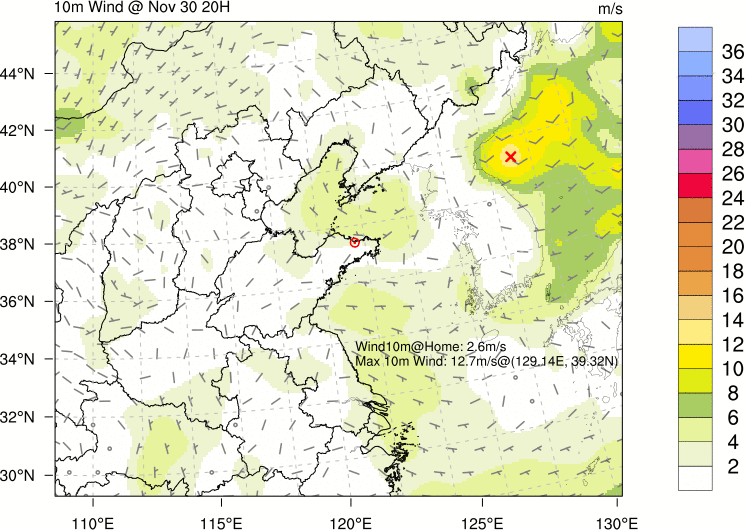 10m Wind @ Nov 30 20H
m/s
44°N
42°N
40°N
38°N
36°N
34°N
32°N
30°N
110°E
115°E
120°E
125°E
130°E
Wind10m@Home: 2.6m/s
Max 10m Wind: 12.7m/s@(129.14E, 39.32N)
36
34
32
30
28
26
24
22
20
18
16
14
12
10
8
6
4
2